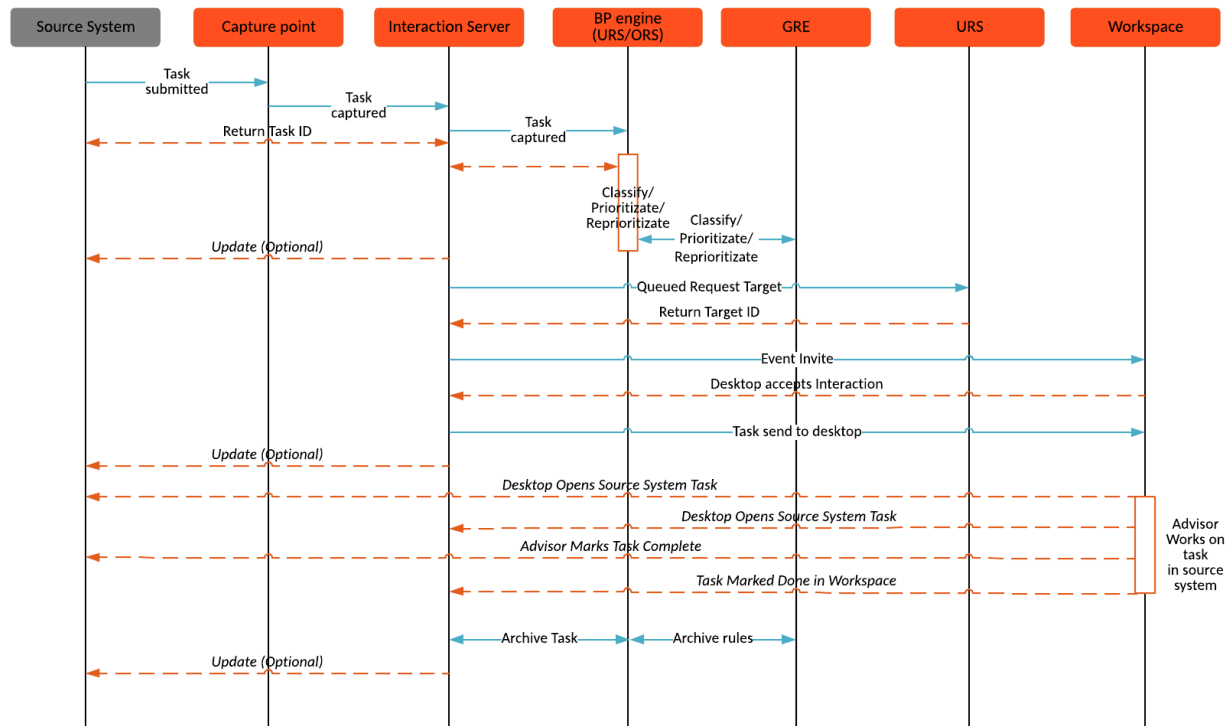 Source System
Capture point
Interaction Server
BP engine
(URS/ORS)
GRE
URS
Workspace
Task
submitted
Task
captured
Task
captured
Return Task ID
Classify/
Prioritizate/
Reprioritizate
Classify/
Prioritizate/
Reprioritizate
Update (Optional)
Queued Request Target
Return Target ID
Event Invite
Desktop accepts Interaction
Task send to desktop
Update (Optional)
Desktop Opens Source System Task
Desktop Opens Source System Task
Advisor
Works on
task
in source
system
Advisor Marks Task Complete
Task Marked Done in Workspace
Archive Task
Archive rules
Update (Optional)